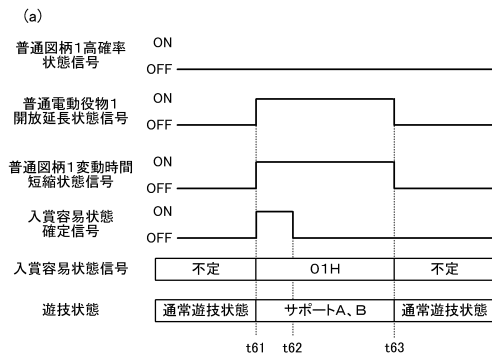 (a)
普通図柄1高確率
状態信号
ON
OFF
普通電動役物1
開放延長状態信号
ON
OFF
普通図柄1変動時間
短縮状態信号
ON
OFF
入賞容易状態
確定信号
ON
OFF
入賞容易状態信号 不定 01H 不定
遊技状態 通常遊技状態 サポートA、B 通常遊技状態
t61 t62 t63